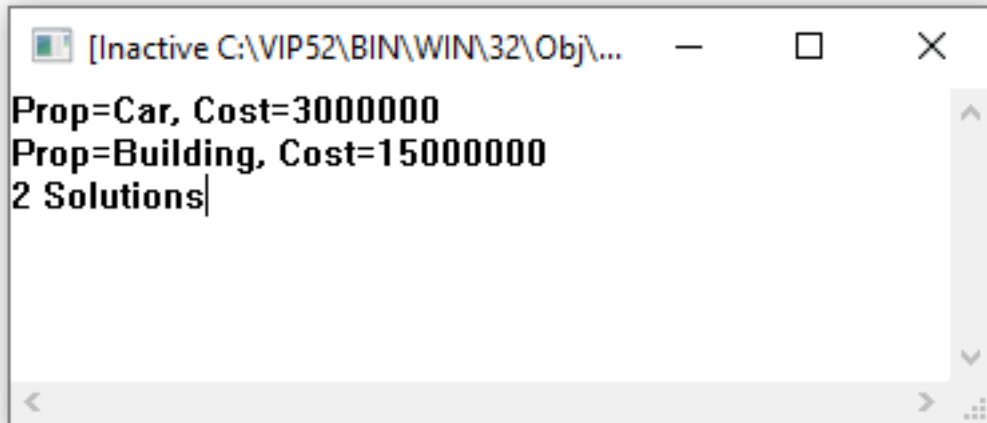 [Inactive C:\VIP52\BIN\WIN\32\Obj\...
Prop=Car, Cost=3000000
Prop=Building, Cost=15000000
2 Solutions